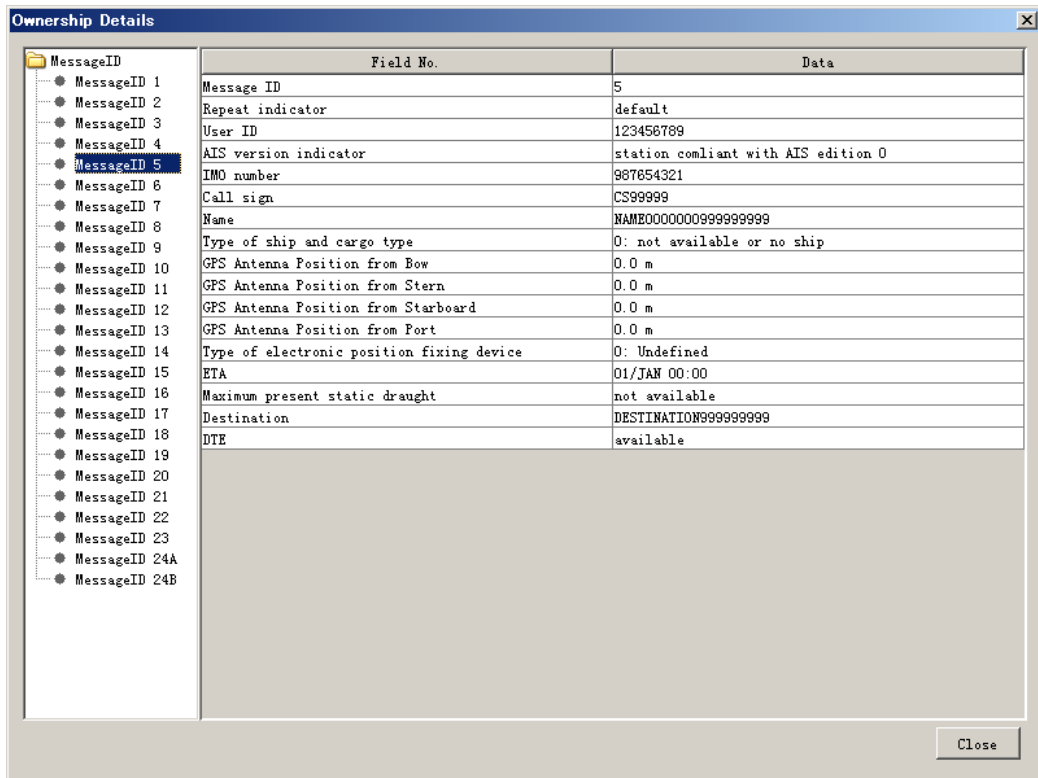 Ownership Details
MessageID
MessageID 1
MessageID 2
MessageID 3
MessageID 4
MessageID 5
MessageID 6
MessageID 7
MessageID 8
MessageID 9
MessageID 10
MessageID 11
MessageID 12
MessageID 13
MessageID 14
MessageID 15
MessageID 16
MessageID 17
MessageID 18
MessageID 19
MessageID 20
MessageID 21
MessageID 22
MessageID 23
MessageID 24A
MessageID 24B
Field No. Data
Message ID 5
Repeat indicator default
User ID 123456789
AIS version indicator station comliant with AIS edition 0
IMO number 987654321
Call sign CS99999
Name NAME0000000999999999
Type of ship and cargo type 0: not available or no ship
GPS Antenna Position from Bow 0.0 m
GPS Antenna Position from Stern 0.0 m
GPS Antenna Position from Starboard 0.0 m
GPS Antenna Position from Port 0.0 m
Type of electronic position fixing device 0: Undefined
ETA 01/JAN 00:00
Maximum present static draught not available
Destination DESTINATION999999999
DTE available
Close